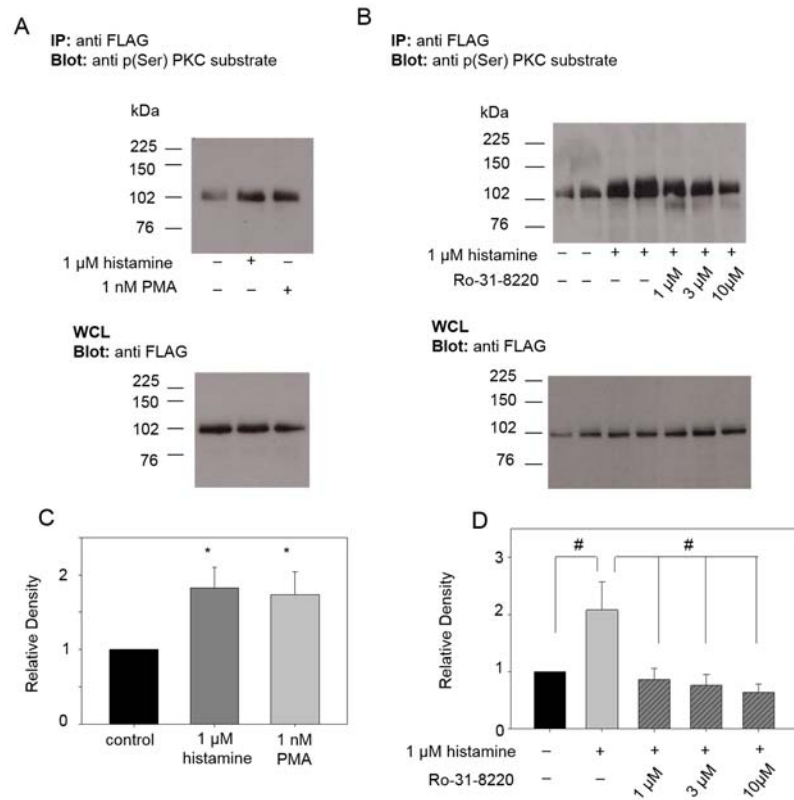 A
IP: anti FLAG
Blot: anti p(Ser) PKC substrate
kDa
225
150
102
76
1 µM histamine – + –
1 nM PMA – – +
WCL
Blot: anti FLAG
225
150
102
76
B
IP: anti FLAG
Blot: anti p(Ser) PKC substrate
kDa
225
150
102
76
1 µM histamine – – + + + + +
Ro-31-8220 – – – – 1 µM 3 µM 10µM
WCL
Blot: anti FLAG
225
150
102
76
C
Relative Density
2
1
0
* *
control 1 µM histamine 1 nM PMA
D
Relative Density
3
2
1
0
# #
1 µM histamine – + + + +
Ro-31-8220 – – 1 µM 3 µM 10µM